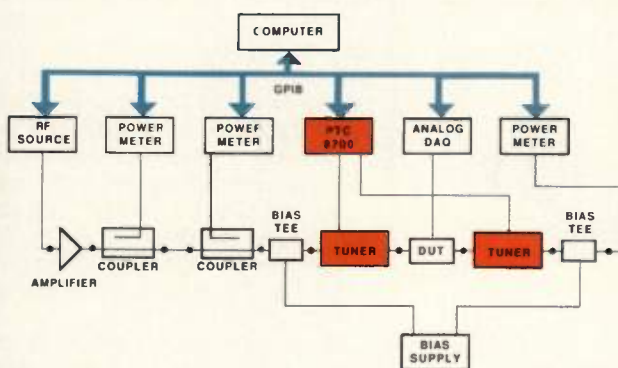 COMPUTER
GPIB
RF
SOURCE
POWER
METER
POWER
METER
PTC
8700
ANALOG
DAQ
POWER
METER
BIAS
TEE
BIAS
TEE
TUNER
DUT
TUNER
COUPLER
COUPLER
AMPLIFIER
BIAS
SUPPLY